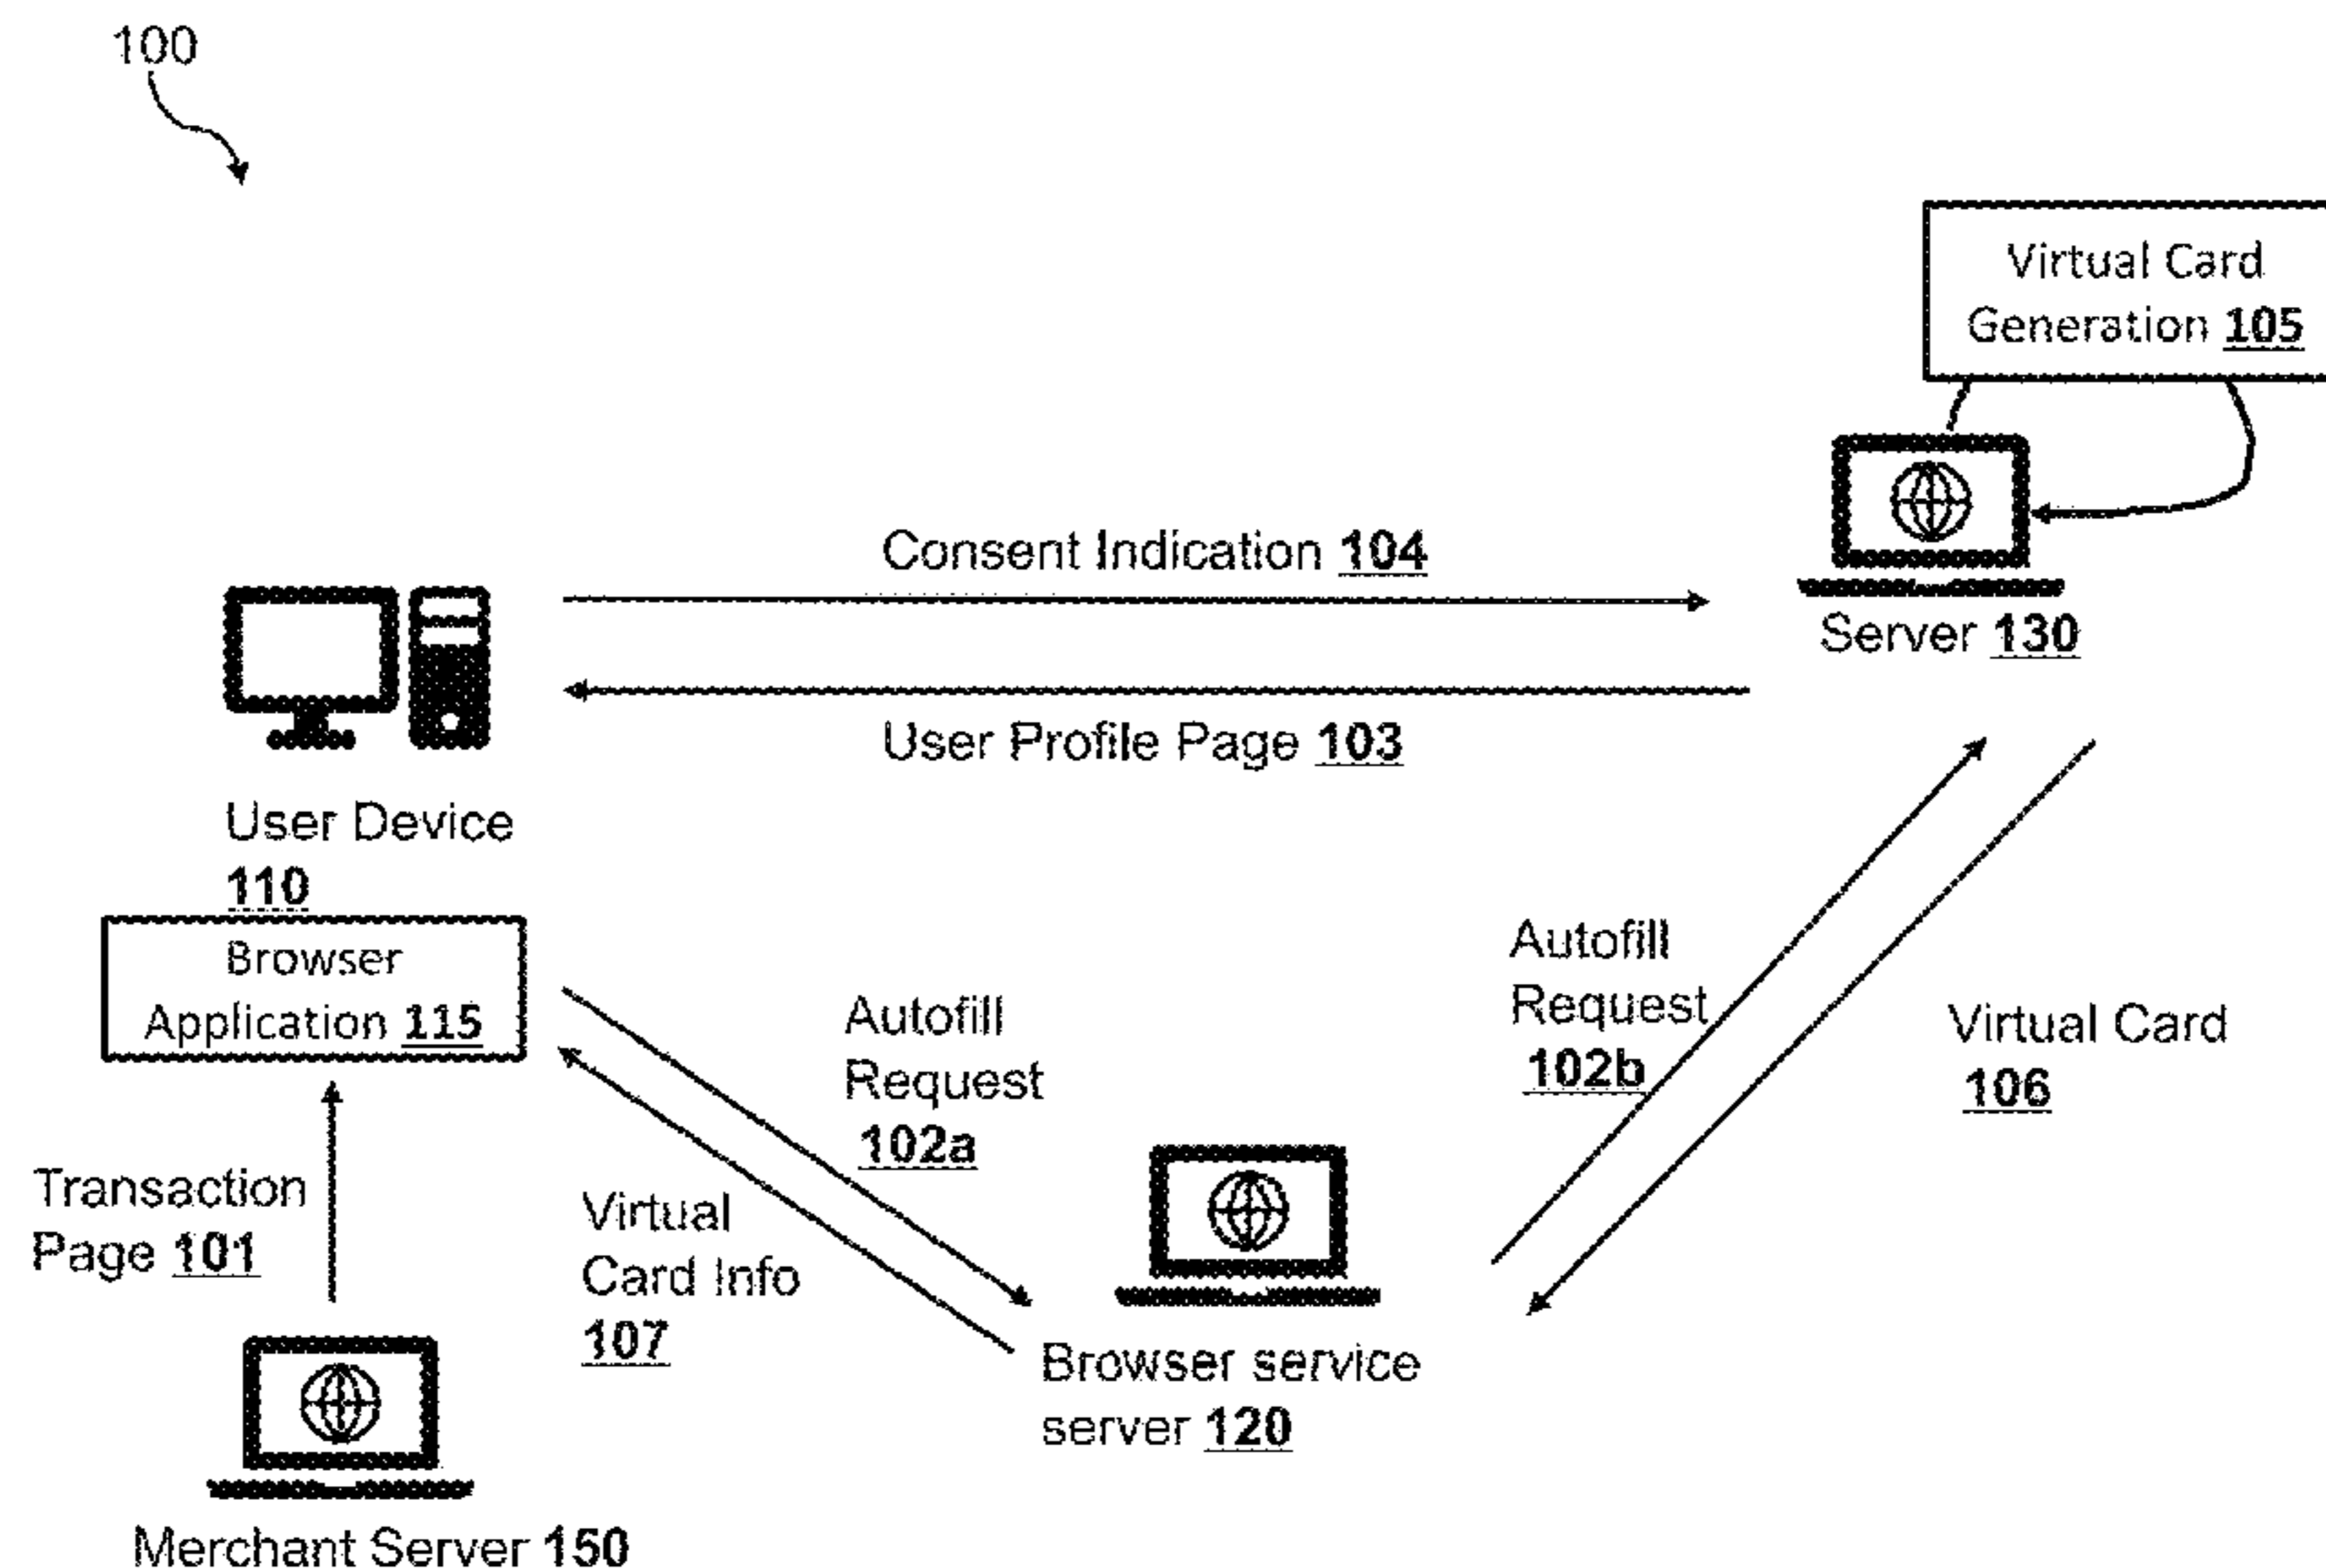 100
Virtual Card
Generation 105
Consent Indication 104
Server 130
User Profile Page 103
User Device
110
Browser
Application 115
Autofill
Request
102a
Autofill
Request
102b
Virtual Card
106
Transaction
Page 101
Virtual
Card Info
107
Browser service
server 120
Merchant Server 150